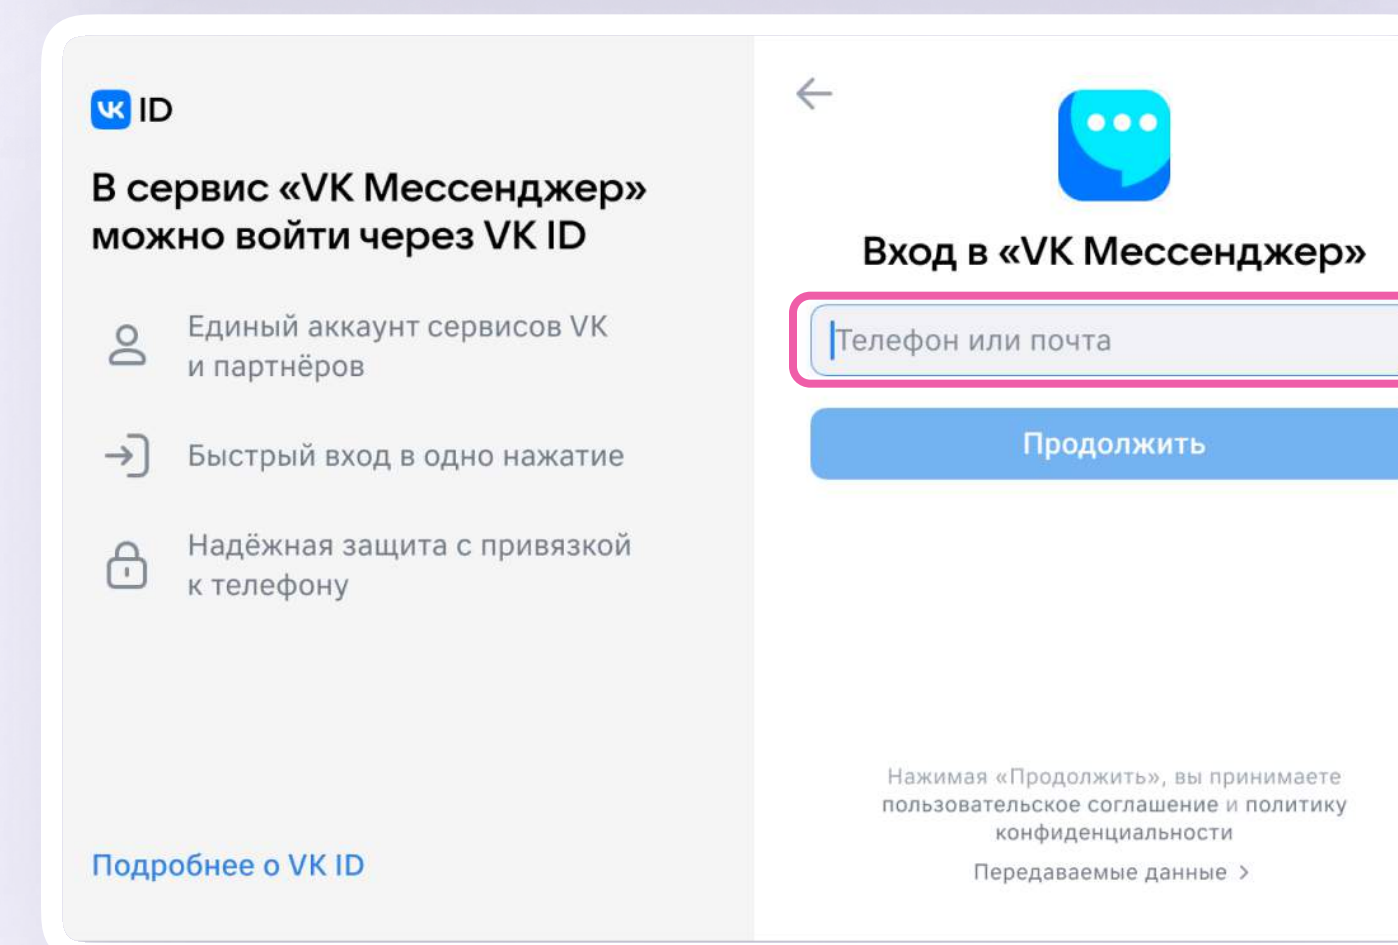 VK ID
В сервис «VK Мессенджер»
можно войти через VK ID
Единый аккаунт сервисов VK
и партнёров
Быстрый вход в одно нажатие
Надёжная защита с привязкой
к телефону
Подробнее о VK ID
Вход в «VK Мессенджер»
Телефон или почта
Продолжить
Нажимая «Продолжить», вы принимаете
пользовательское соглашение и политику
конфиденциальности
Передаваемые данные >